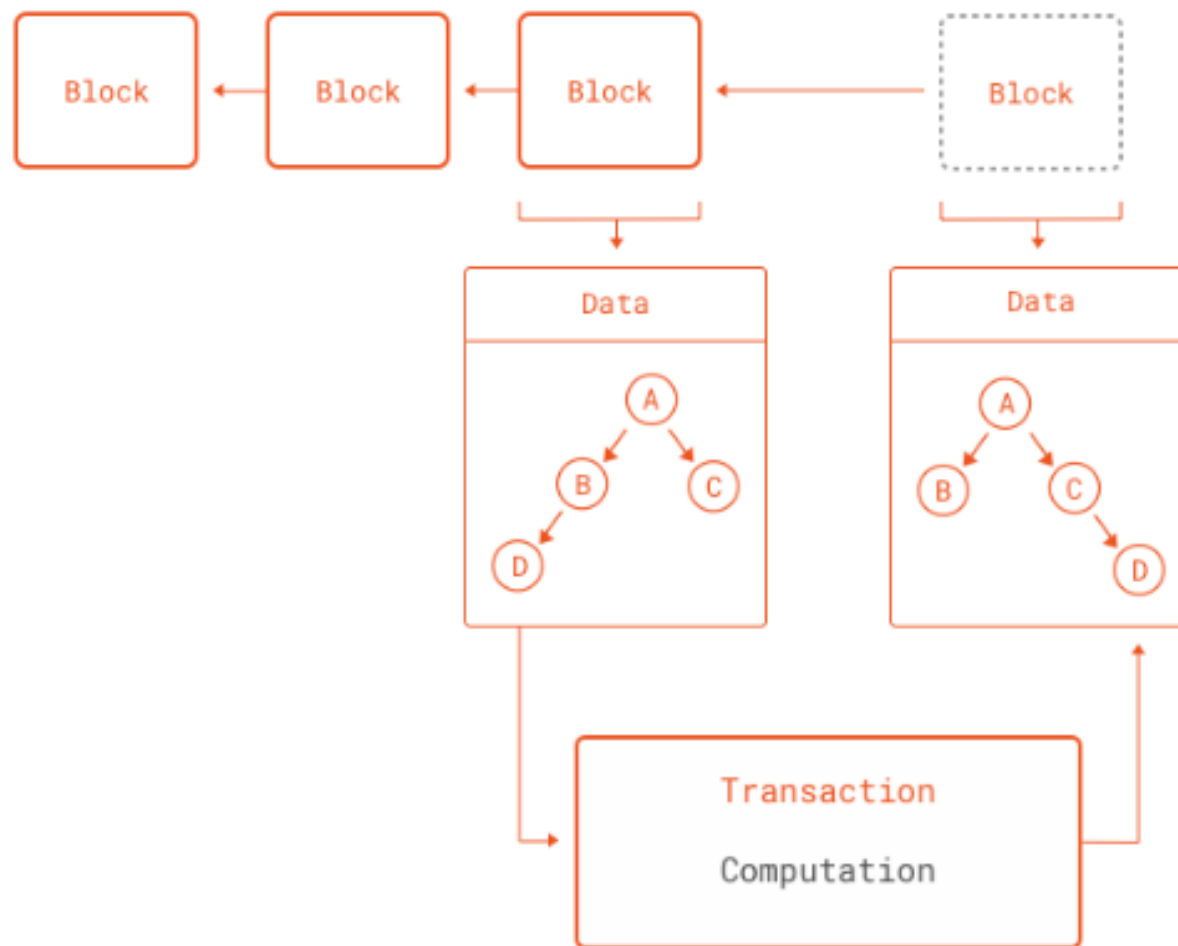 Block Block Block Block
Data Data
A A
B C B C
D D
Transaction
Computation